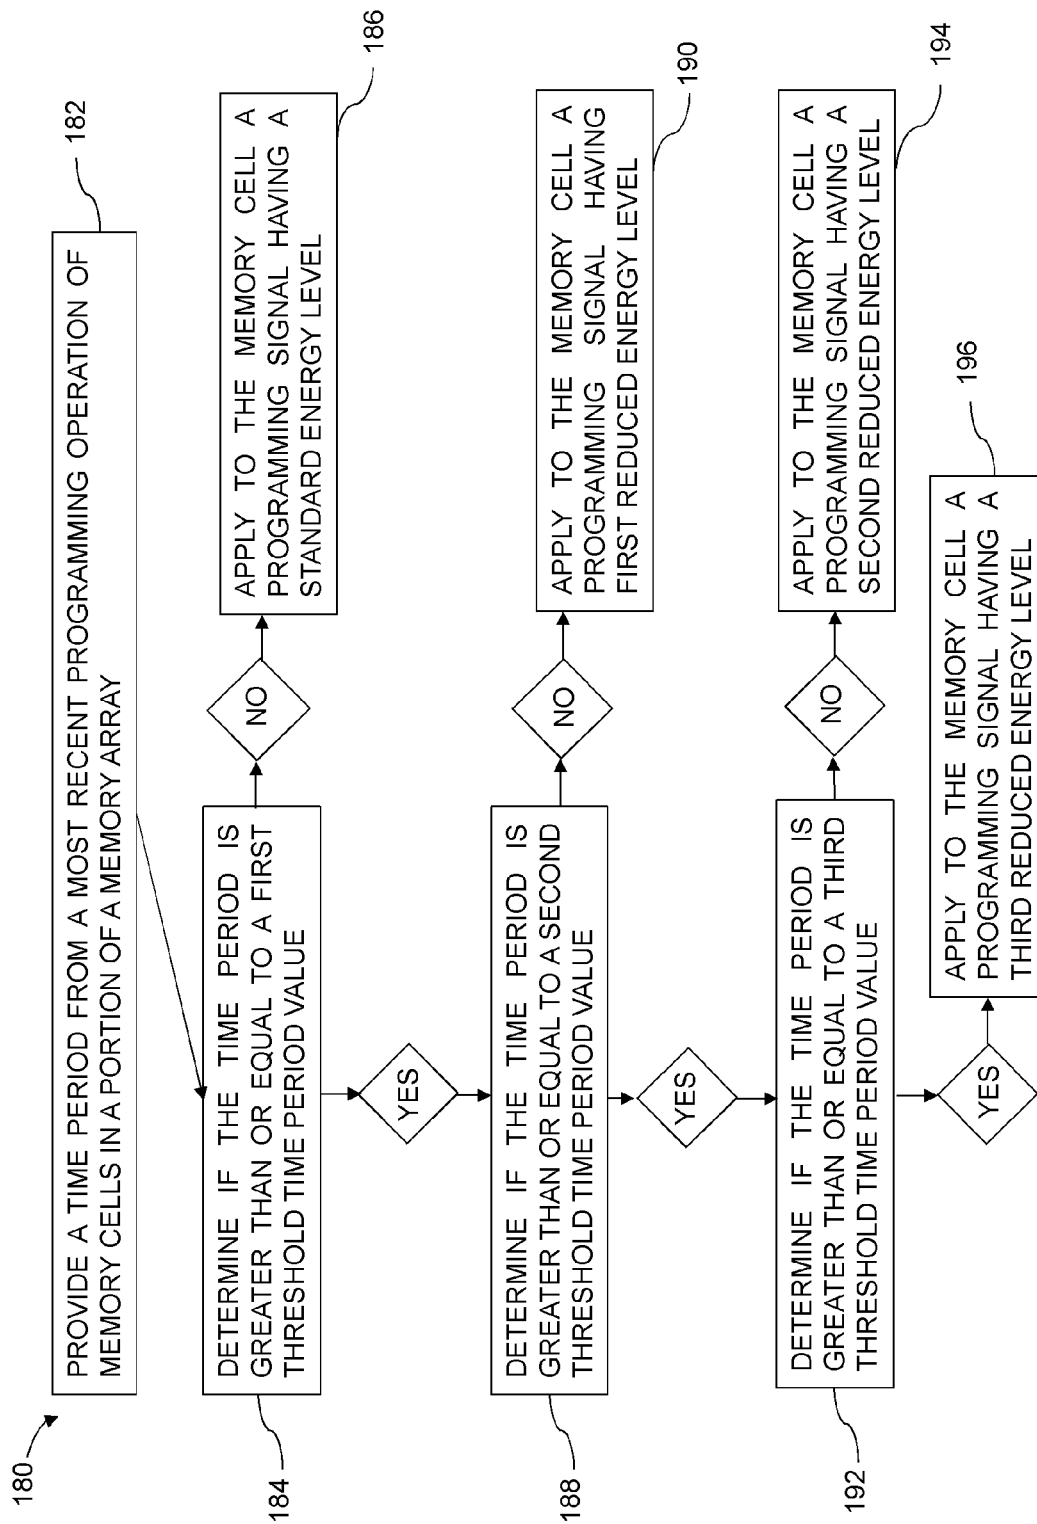 180
182
PROVIDE A TIME PERIOD FROM A MOST RECENT PROGRAMMING OPERATION OF
MEMORY CELLS IN A PORTION OF A MEMORY ARRAY
184
DETERMINE IF THE TIME PERIOD IS
GREATER THAN OR EQUAL TO A FIRST
THRESHOLD TIME PERIOD VALUE
NO
APPLY TO THE MEMORY CELL A
PROGRAMMING SIGNAL HAVING A
STANDARD ENERGY LEVEL
186
YES
188
DETERMINE IF THE TIME PERIOD IS
GREATER THAN OR EQUAL TO A SECOND
THRESHOLD TIME PERIOD VALUE
NO
APPLY TO THE MEMORY CELL A
PROGRAMMING SIGNAL HAVING
FIRST REDUCED ENERGY LEVEL
190
YES
192
DETERMINE IF THE TIME PERIOD IS
GREATER THAN OR EQUAL TO A THIRD
THRESHOLD TIME PERIOD VALUE
NO
APPLY TO THE MEMORY CELL A
PROGRAMMING SIGNAL HAVING A
SECOND REDUCED ENERGY LEVEL
194
YES
APPLY TO THE MEMORY CELL A
PROGRAMMING SIGNAL HAVING A
THIRD REDUCED ENERGY LEVEL
196